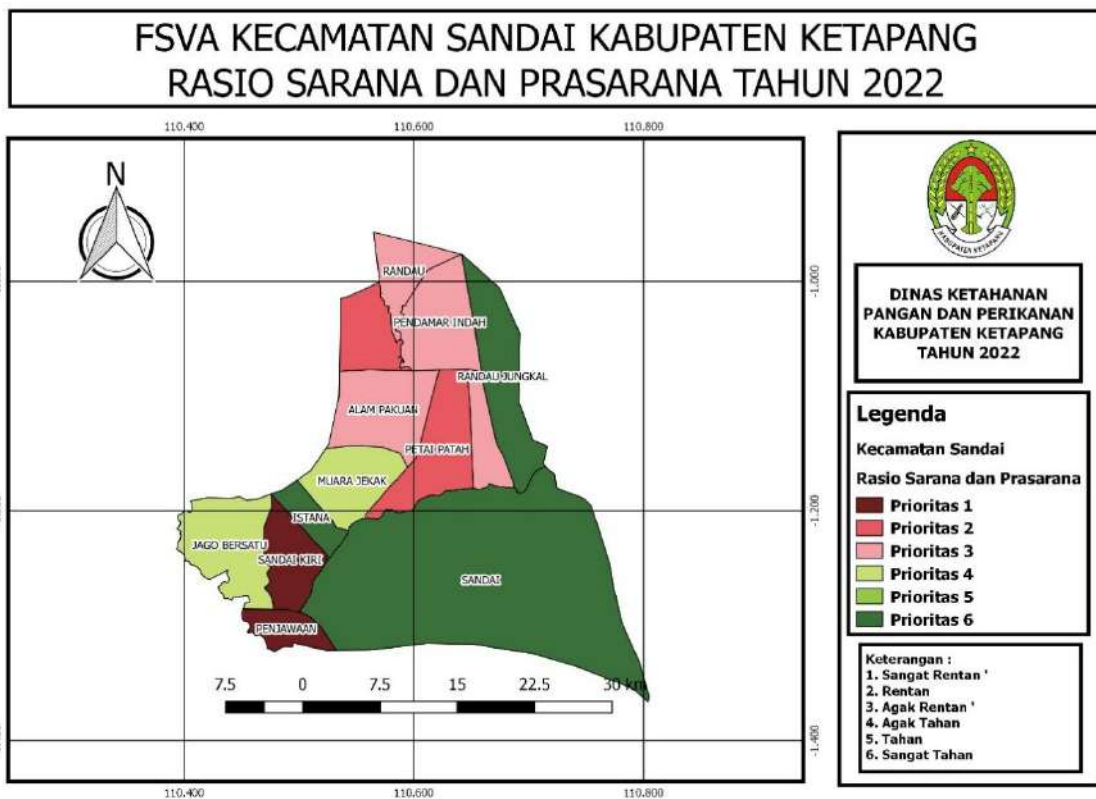 FSVA KECAMATAN SANDAI KABUPATEN KETAPANG
RASIO SARANA DAN PRASARANA TAHUN 2022
110.400
110.600
110.800
N
-1.000
-1.200
-1.400
RANDAU
PENDAMAR INDAH
RANDAU JUNGKAL
ALAM PAKUAN
PETAI PATAH
MUARA JEKAK
ISTANA
JAGO BERSATU
SANDAI KIRI
SANDAI
PENJAWAAN
7.5 0 7.5 15 22.5 30 km
110.400
110.600
110.800
KABUPATEN KETAPANG
DINAS KETAHANAN
PANGAN DAN PERIKANAN
KABUPATEN KETAPANG
TAHUN 2022
Legenda
Kecamatan Sandai
Rasio Sarana dan Prasarana
Prioritas 1
Prioritas 2
Prioritas 3
Prioritas 4
Prioritas 5
Prioritas 6
Keterangan :
1. Sangat Rentan '
2. Rentan
3. Agak Rentan '
4. Agak Tahan
5. Tahan
6. Sangat Tahan